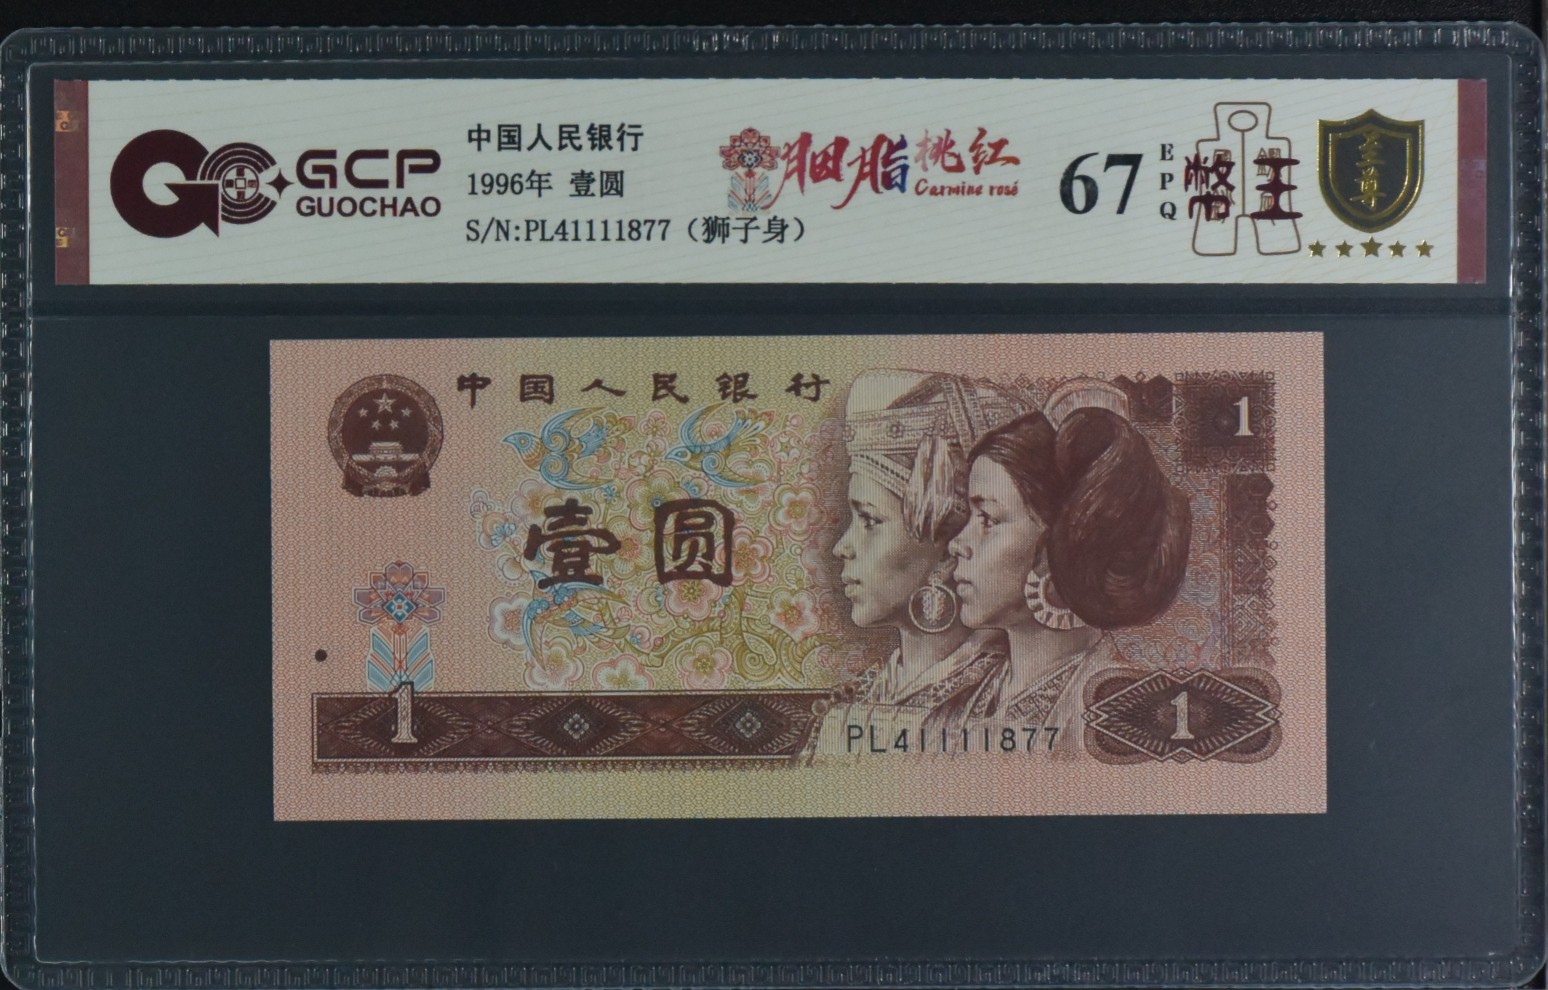 GCP
GUOCHAO
中国人民银行
1996年 壹圆
S/N:PL41111877（狮子身）
胭脂桃红
Carmine rosé
67
EPQ
至尊
中国人民银行
1
壹圆
1
PL41111877
1